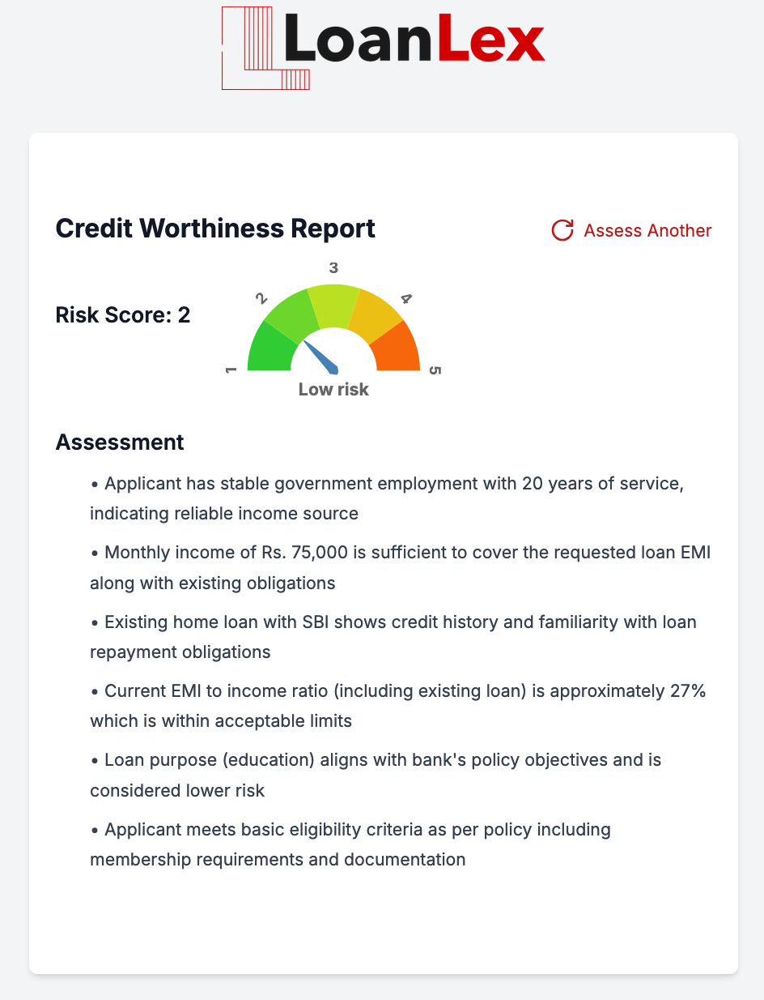 LoanLex
Credit Worthiness Report
Assess Another
Risk Score: 2
1
2
3
4
5
Low risk
Assessment
• Applicant has stable government employment with 20 years of service,
indicating reliable income source
• Monthly income of Rs. 75,000 is sufficient to cover the requested loan EMI
along with existing obligations
• Existing home loan with SBI shows credit history and familiarity with loan
repayment obligations
• Current EMI to income ratio (including existing loan) is approximately 27%
which is within acceptable limits
• Loan purpose (education) aligns with bank's policy objectives and is
considered lower risk
• Applicant meets basic eligibility criteria as per policy including
membership requirements and documentation